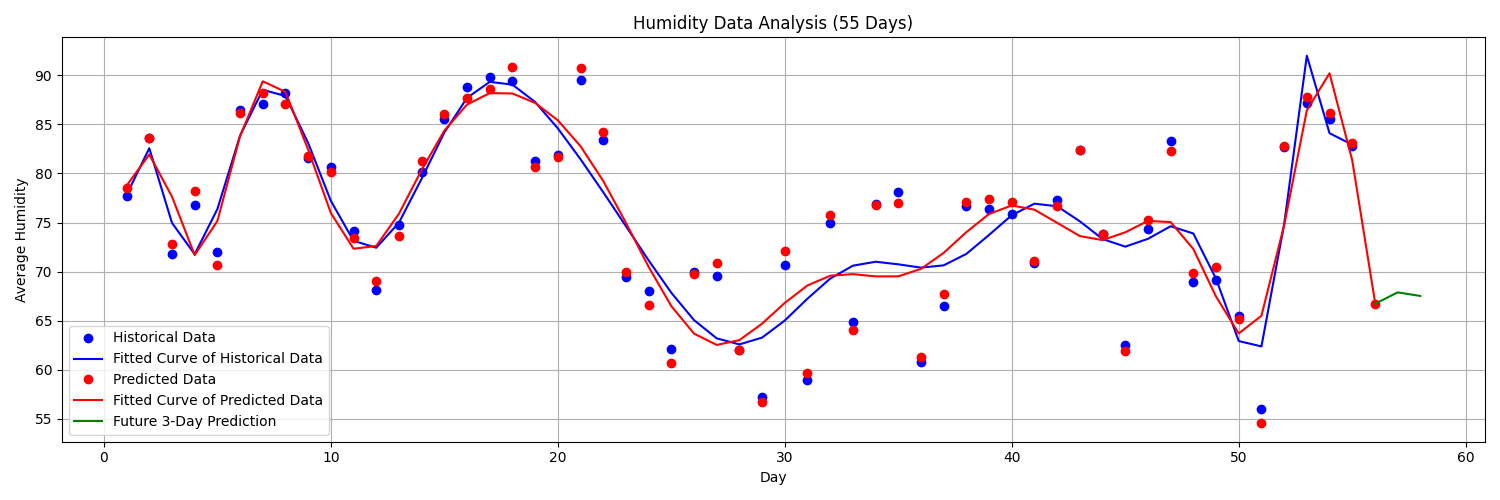 Humidity Data Analysis (55 Days)
Average Humidity
90
85
80
75
70
65
60
55
Historical Data
Fitted Curve of Historical Data
Predicted Data
Fitted Curve of Predicted Data
Future 3-Day Prediction
0 10 20 30 40 50 60
Day